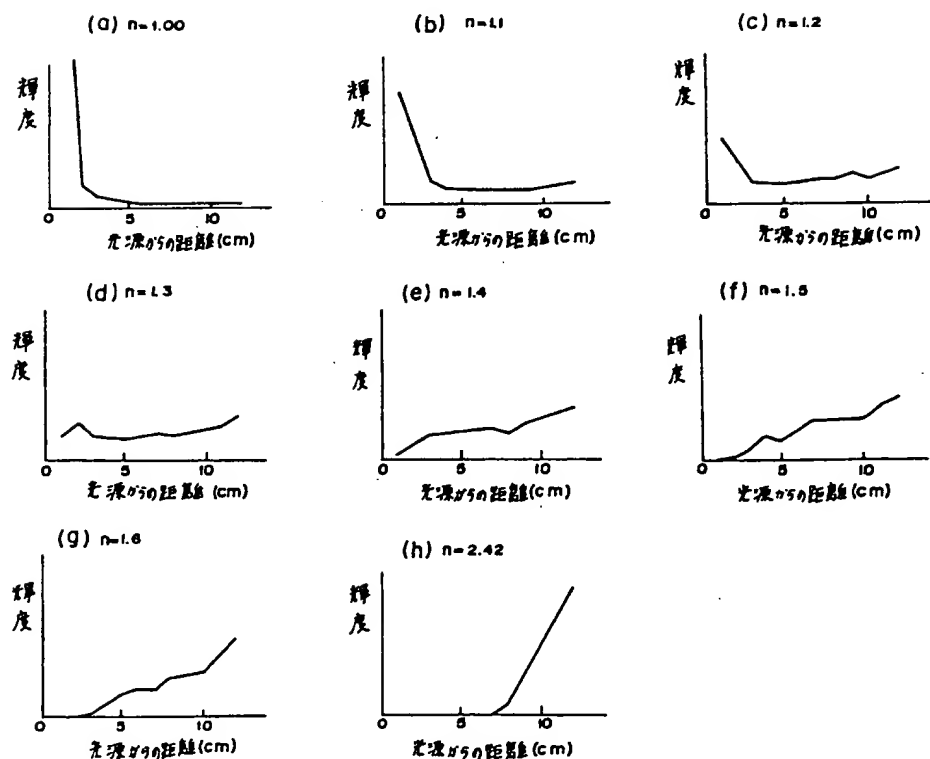 (a) n=1.00
輝度
0 5 10
光源からの距離(cm)
(b) n=1.1
輝度
0 5 10
光源からの距離(cm)
(c) n=1.2
輝度
0 5 10
光源からの距離(cm)
(d) n=1.3
輝度
0 5 10
光源からの距離(cm)
(e) n=1.4
輝度
0 5 10
光源からの距離(cm)
(f) n=1.5
輝度
0 5 10
光源からの距離(cm)
(g) n=1.6
輝度
0 5 10
光源からの距離(cm)
(h) n=2.42
輝度
0 5 10
光源からの距離(cm)